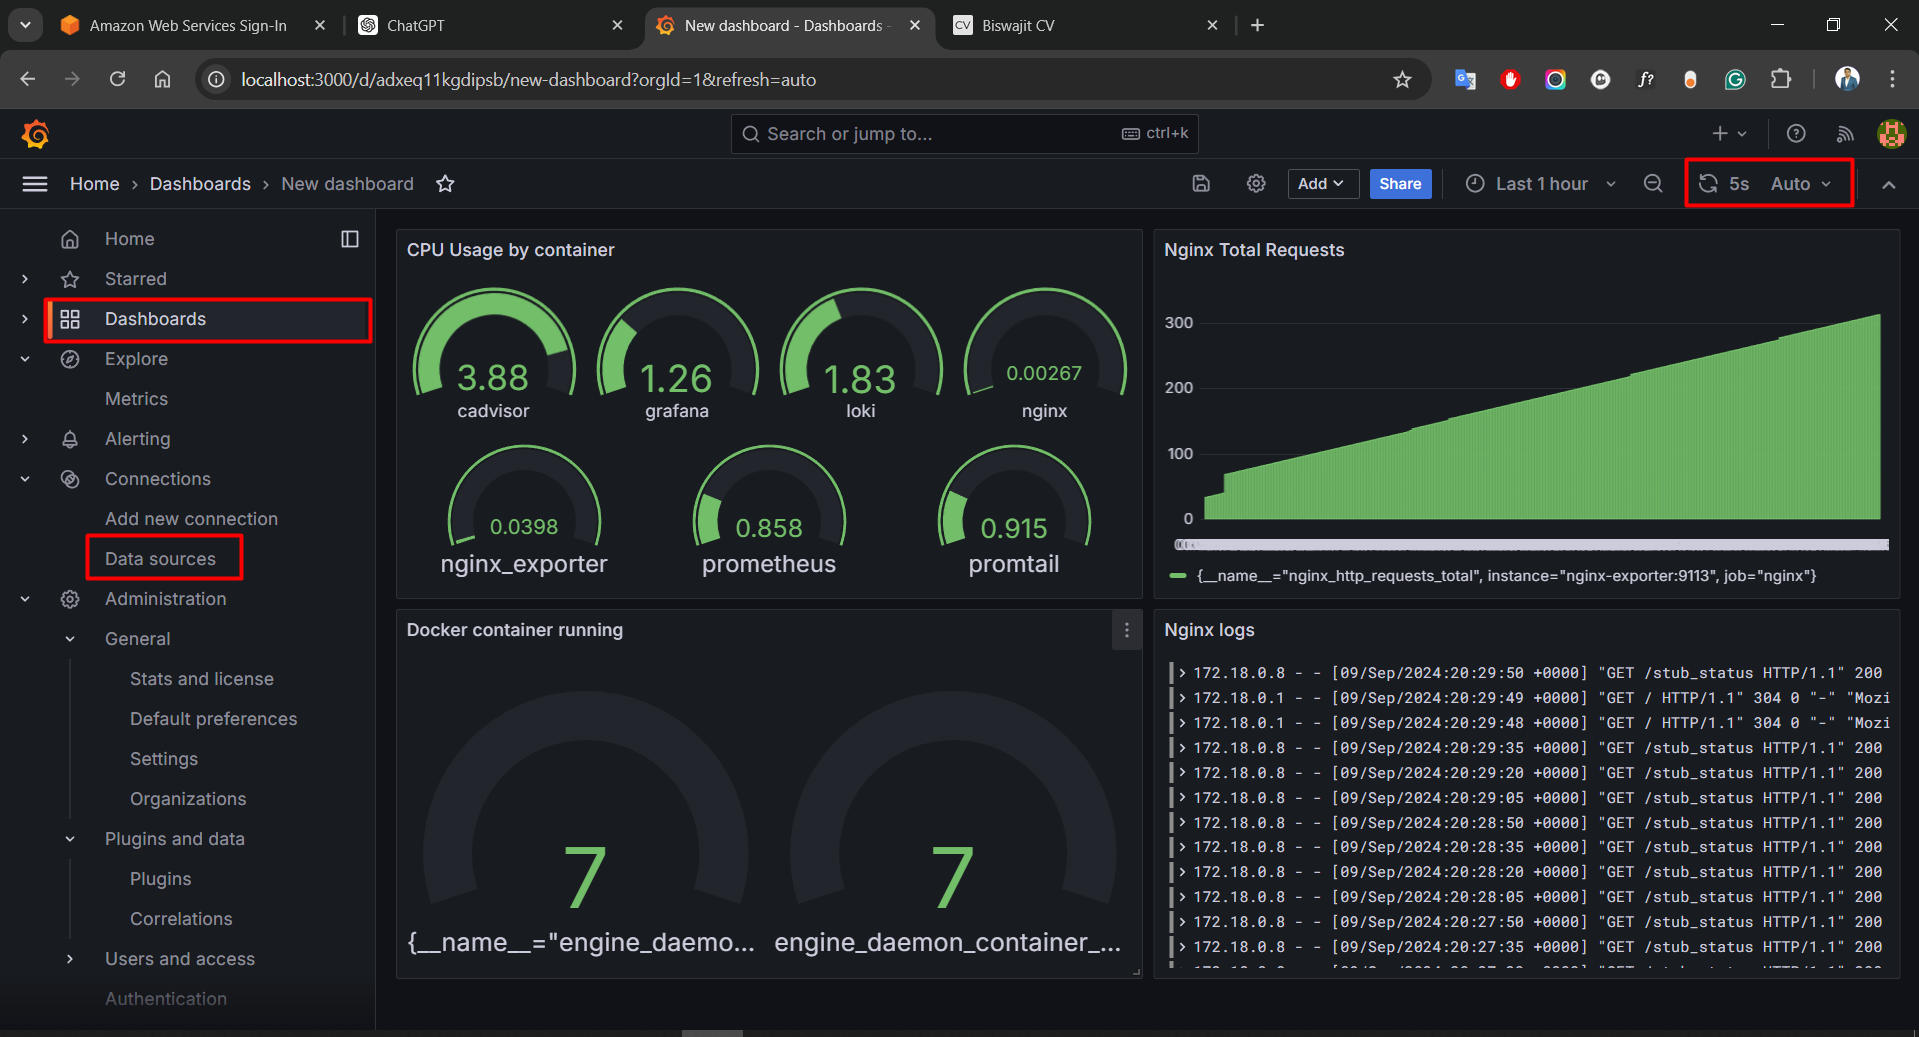 Amazon Web Services Sign-In
ChatGPT
New dashboard - Dashboards -
CV Biswajit CV
localhost:3000/d/adxeq11kgdipsb/new-dashboard?orgId=1&refresh=auto
Search or jump to...
ctrl+k
Home > Dashboards > New dashboard
Add
Share
Last 1 hour
5s
Auto
Home
Starred
Dashboards
Explore
Metrics
Alerting
Connections
Add new connection
Data sources
Administration
General
Stats and license
Default preferences
Settings
Organizations
Plugins and data
Plugins
Correlations
Users and access
Authentication
CPU Usage by container
3.88
cadvisor
1.26
grafana
1.83
loki
0.00267
nginx
0.0398
nginx_exporter
0.858
prometheus
0.915
promtail
Nginx Total Requests
300
200
100
0
{__name__="nginx_http_requests_total", instance="nginx-exporter:9113", job="nginx"}
Docker container running
7
{__name__="engine_daemo...
7
engine_daemon_container_...
Nginx logs
172.18.0.8 - - [09/Sep/2024:20:29:50 +0000] "GET /stub_status HTTP/1.1" 200
172.18.0.1 - - [09/Sep/2024:20:29:49 +0000] "GET / HTTP/1.1" 304 0 "-" "Mozi
172.18.0.1 - - [09/Sep/2024:20:29:48 +0000] "GET / HTTP/1.1" 304 0 "-" "Mozi
172.18.0.8 - - [09/Sep/2024:20:29:35 +0000] "GET /stub_status HTTP/1.1" 200
172.18.0.8 - - [09/Sep/2024:20:29:20 +0000] "GET /stub_status HTTP/1.1" 200
172.18.0.8 - - [09/Sep/2024:20:29:05 +0000] "GET /stub_status HTTP/1.1" 200
172.18.0.8 - - [09/Sep/2024:20:28:50 +0000] "GET /stub_status HTTP/1.1" 200
172.18.0.8 - - [09/Sep/2024:20:28:35 +0000] "GET /stub_status HTTP/1.1" 200
172.18.0.8 - - [09/Sep/2024:20:28:20 +0000] "GET /stub_status HTTP/1.1" 200
172.18.0.8 - - [09/Sep/2024:20:28:05 +0000] "GET /stub_status HTTP/1.1" 200
172.18.0.8 - - [09/Sep/2024:20:27:50 +0000] "GET /stub_status HTTP/1.1" 200
172.18.0.8 - - [09/Sep/2024:20:27:35 +0000] "GET /stub_status HTTP/1.1" 200